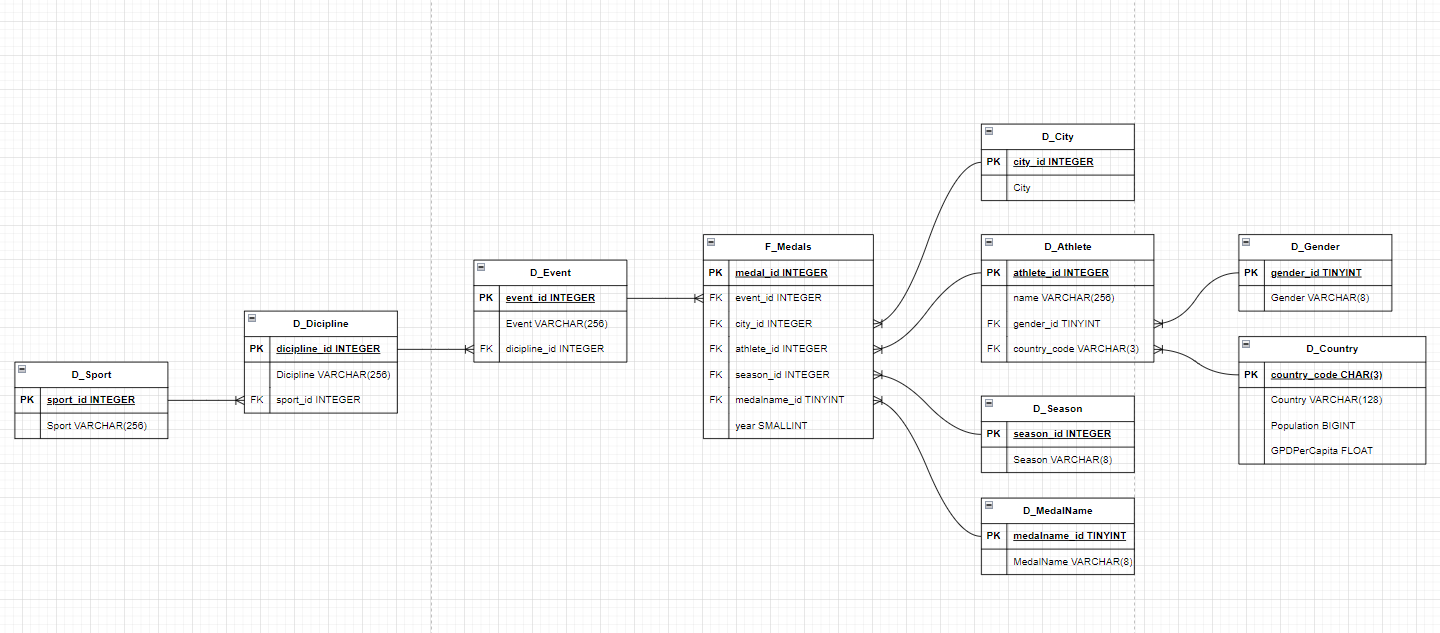 D_Sport
PK sport_id INTEGER
Sport VARCHAR(256)
D_Dicipline
PK dicipline_id INTEGER
Dicipline VARCHAR(256)
FK sport_id INTEGER
D_Event
PK event_id INTEGER
Event VARCHAR(256)
FK dicipline_id INTEGER
F_Medals
PK medal_id INTEGER
FK event_id INTEGER
FK city_id INTEGER
FK athlete_id INTEGER
FK season_id INTEGER
FK medalname_id TINYINT
year SMALLINT
D_City
PK city_id INTEGER
City
D_Athlete
PK athlete_id INTEGER
name VARCHAR(256)
FK gender_id TINYINT
FK country_code VARCHAR(3)
D_Season
PK season_id INTEGER
Season VARCHAR(8)
D_MedalName
PK medalname_id TINYINT
MedalName VARCHAR(8)
D_Gender
PK gender_id TINYINT
Gender VARCHAR(8)
D_Country
PK country_code CHAR(3)
Country VARCHAR(128)
Population BIGINT
GPDPerCapita FLOAT